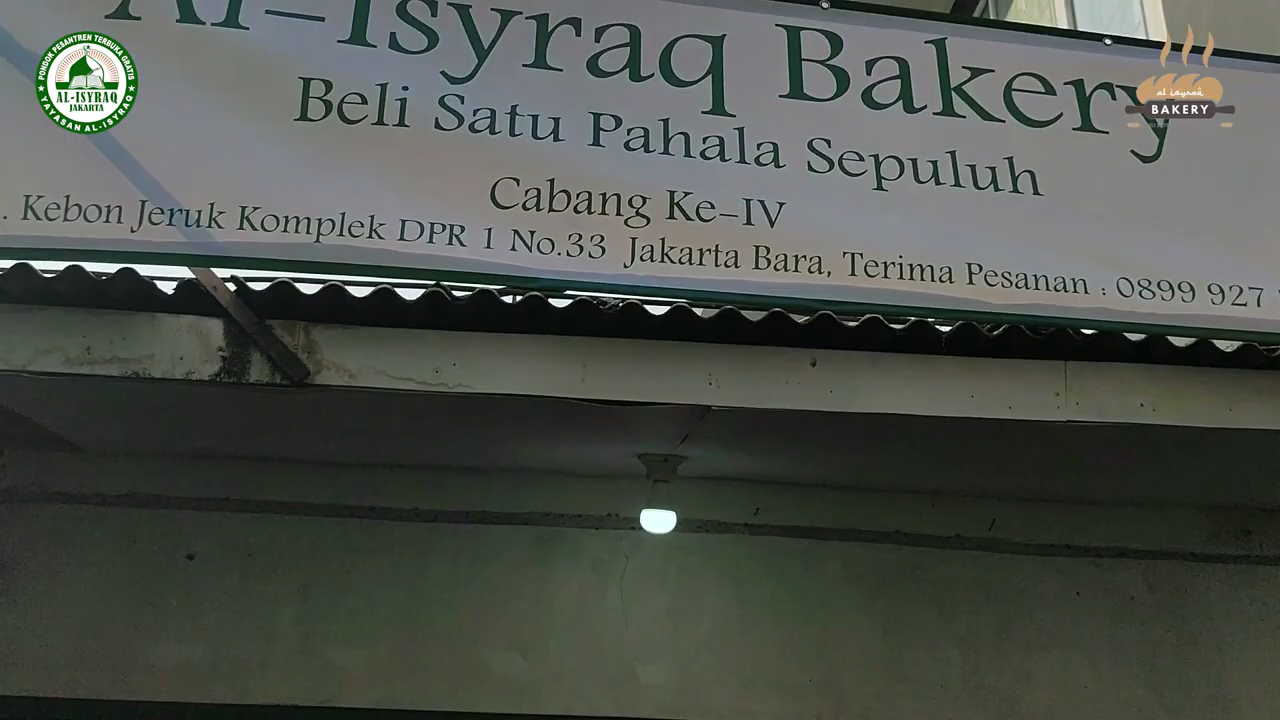 Al-Isyraq Bakery
Beli Satu Pahala Sepuluh
Cabang Ke-IV
. Kebon Jeruk Komplek DPR 1 No.33 Jakarta Bara, Terima Pesanan : 0899 927
PONDOK PESANTREN TERBUKA GRATIS
AL-ISYRAQ
JAKARTA
YAYASAN AL-ISYRAQ
al isyraq
BAKERY